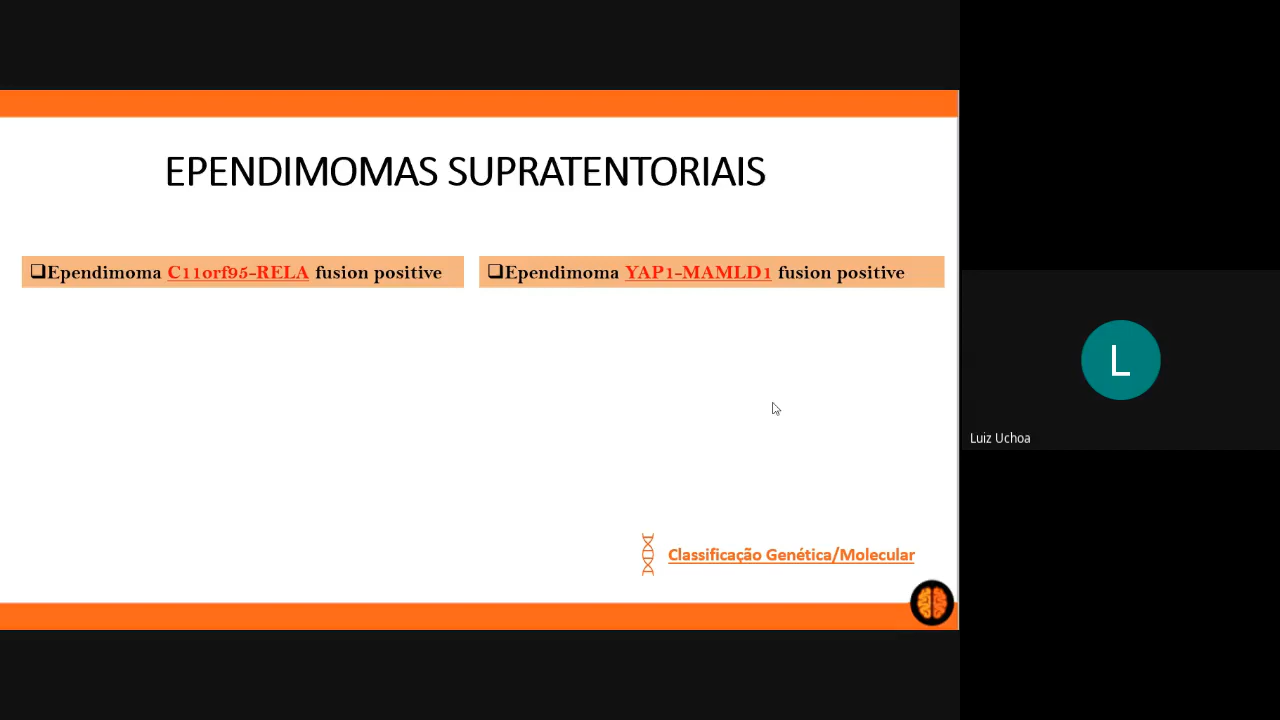 EPENDIMOMAS SUPRATENTORIAIS
❑Ependimoma C11orf95-RELA fusion positive
❑Ependimoma YAP1-MAMLD1 fusion positive
L
Luiz Uchoa
Classificação Genética/Molecular